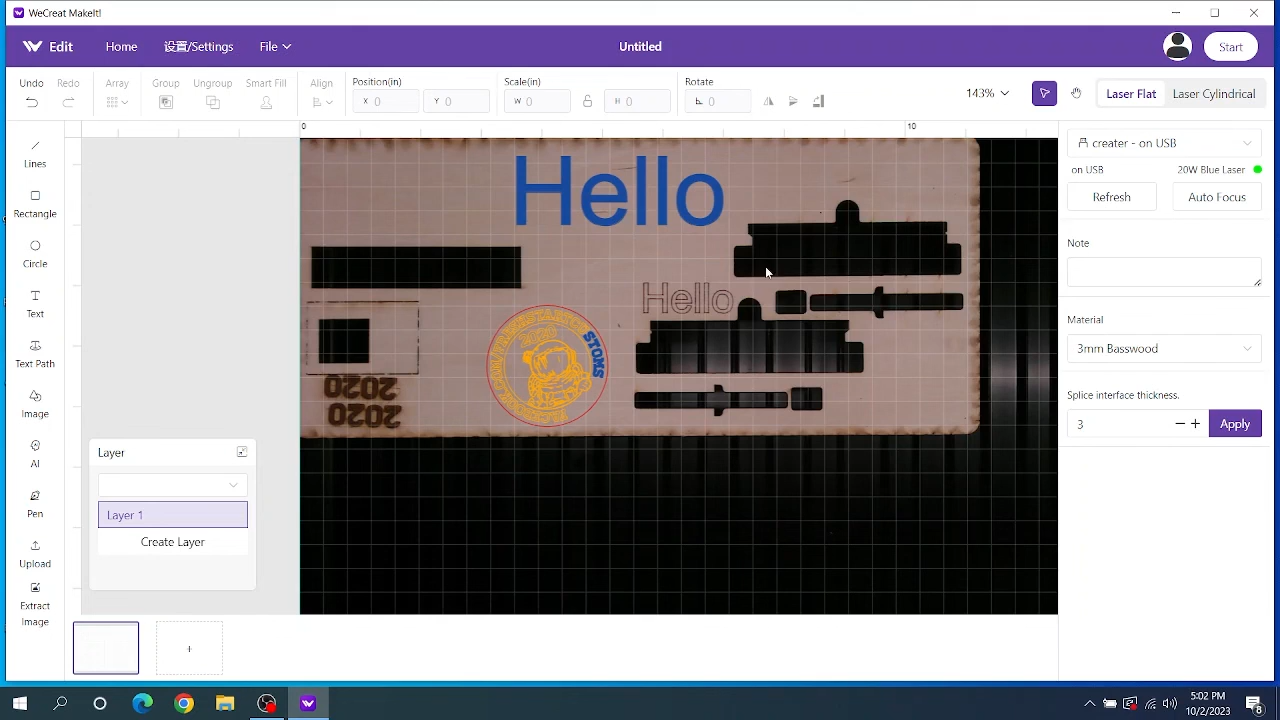 WeCreat MakeIt!
Edit
Home
设置/Settings
File
Untitled
Start
Undo
Redo
Array
Group
Ungroup
Smart Fill
Align
Position(in)
X 0
Y 0
Scale(in)
W 0
H 0
Rotate
0
143%
Laser Flat
Laser Cylindrical
0
10
Lines
Rectangle
Circle
Text
Text Path
Image
AI
Pen
Upload
Extract
Image
Hello
Hello
2020
STOMS
2020
2020
Layer
Layer 1
Create Layer
+
creater - on USB
on USB
20W Blue Laser
Refresh
Auto Focus
Note
Material
3mm Basswood
Splice interface thickness.
3
Apply
5:02 PM
10/22/2023
8